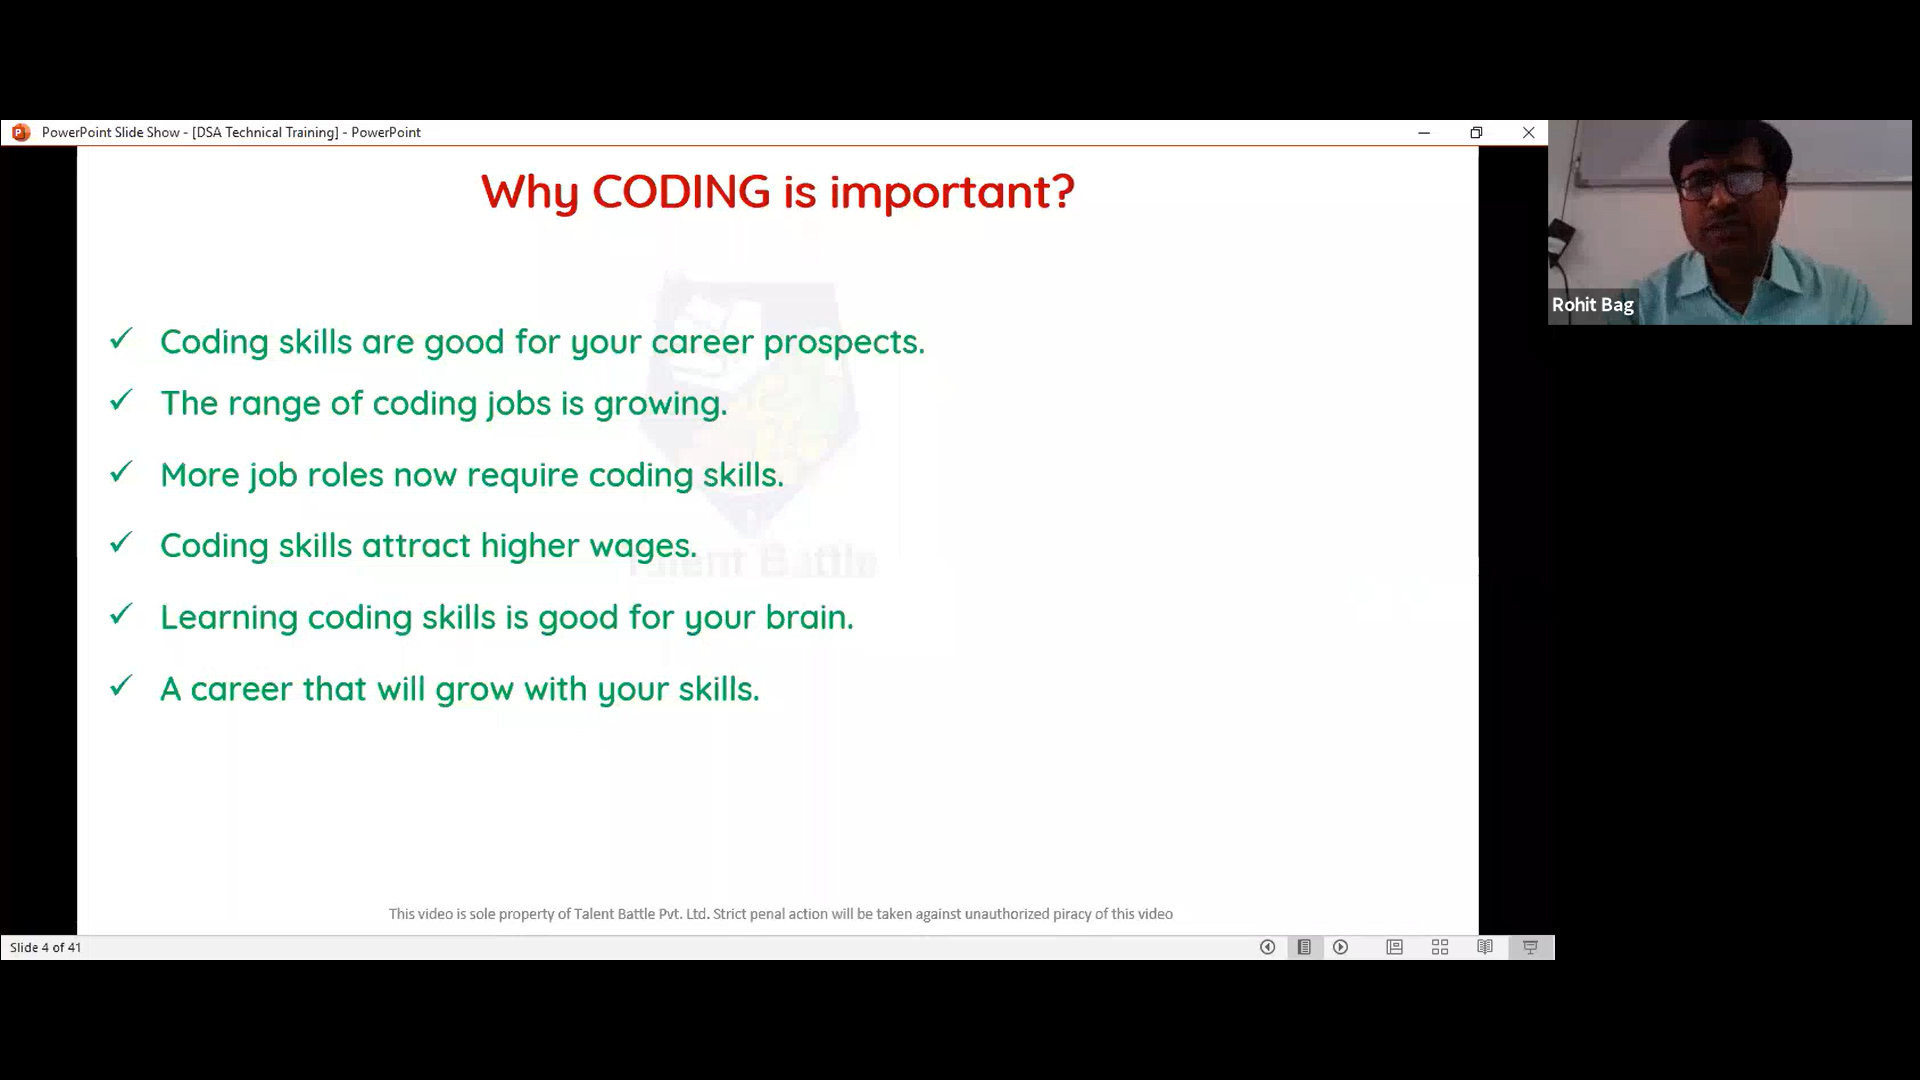 PowerPoint Slide Show - [DSA Technical Training] - PowerPoint
Why CODING is important?
Rohit Bag
✓ Coding skills are good for your career prospects.
✓ The range of coding jobs is growing.
✓ More job roles now require coding skills.
✓ Coding skills attract higher wages.
Talent Battle
✓ Learning coding skills is good for your brain.
✓ A career that will grow with your skills.
This video is sole property of Talent Battle Pvt. Ltd. Strict penal action will be taken against unauthorized piracy of this video
Slide 4 of 41